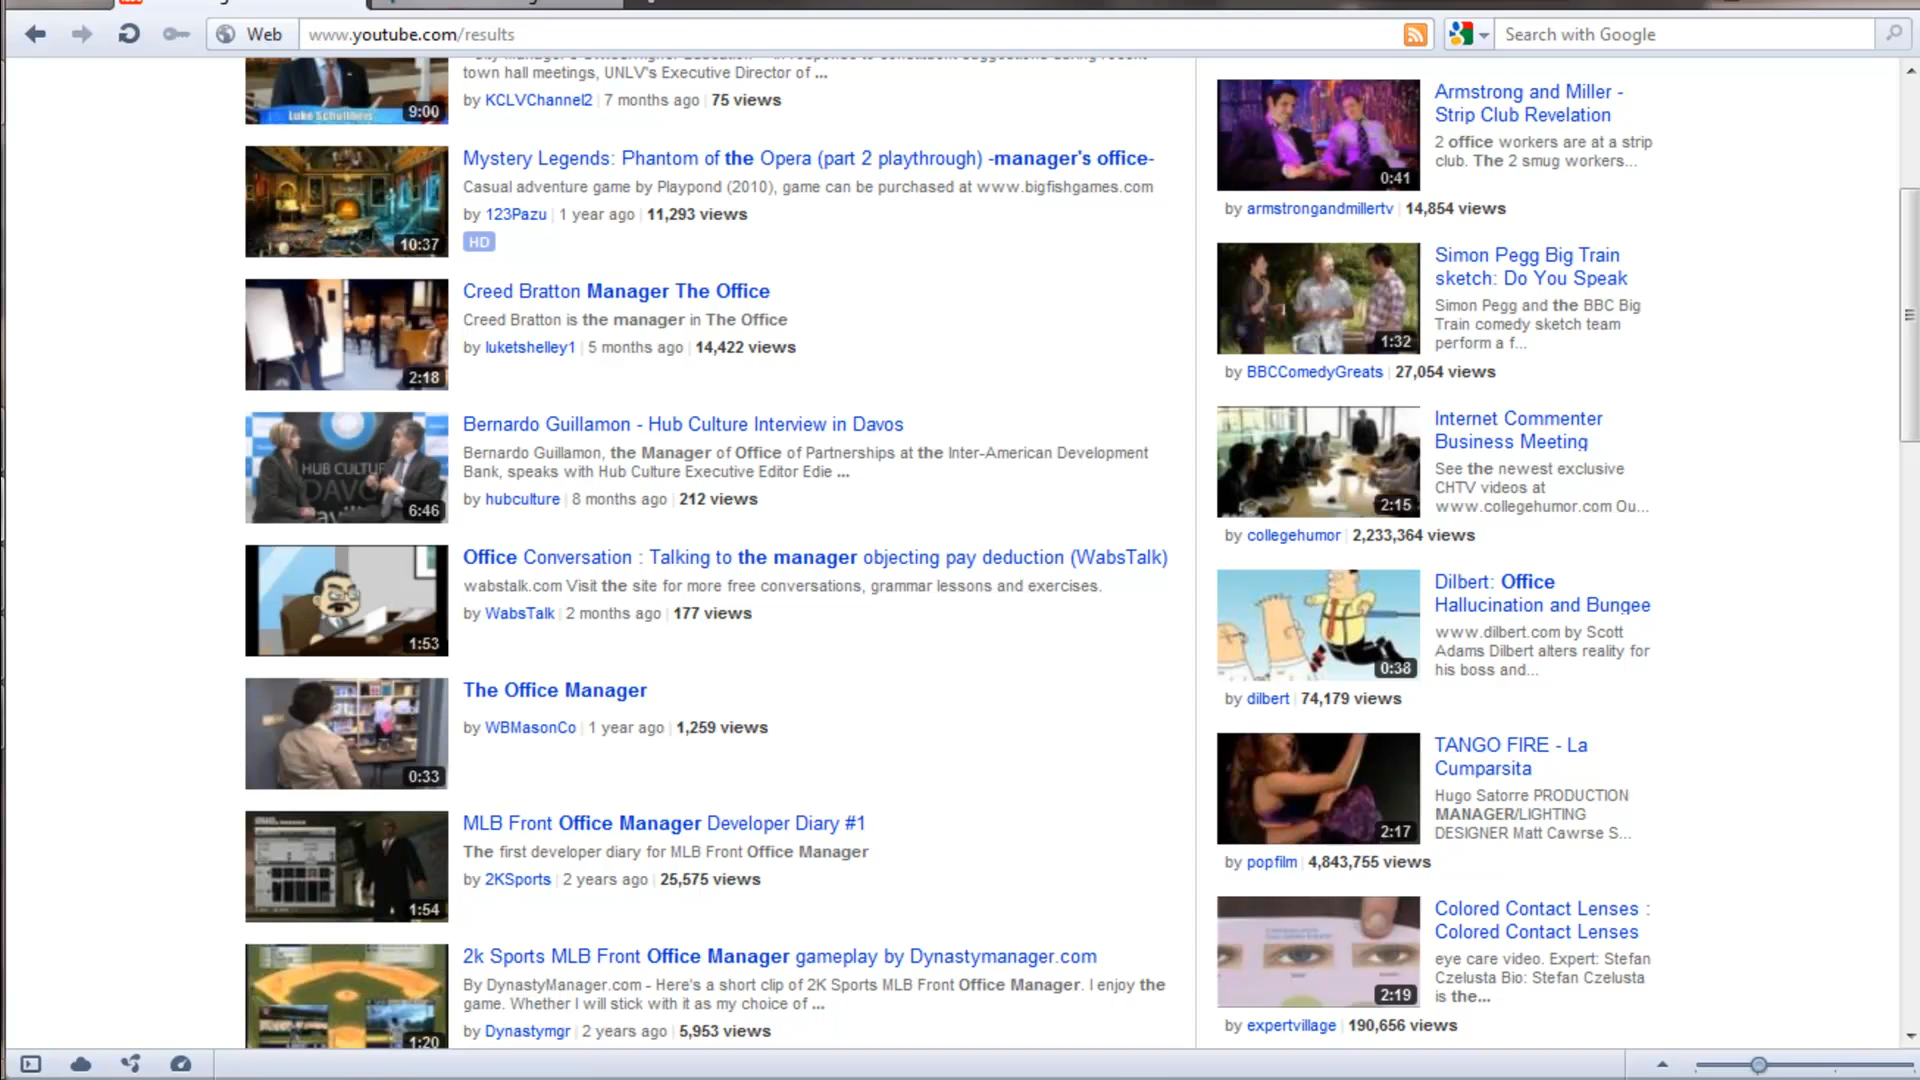 Web
www.youtube.com/results
Search with Google
town hall meetings, UNLV's Executive Director of ...
by KCLVChannel2 | 7 months ago | 75 views
Luke Schultheis
9:00
Mystery Legends: Phantom of the Opera (part 2 playthrough) -manager's office-
Casual adventure game by Playpond (2010), game can be purchased at www.bigfishgames.com
by 123Pazu | 1 year ago | 11,293 views
HD
10:37
Creed Bratton Manager The Office
Creed Bratton is the manager in The Office
by luketshelley1 | 5 months ago | 14,422 views
2:18
Bernardo Guillamon - Hub Culture Interview in Davos
Bernardo Guillamon, the Manager of Office of Partnerships at the Inter-American Development
Bank, speaks with Hub Culture Executive Editor Edie ...
by hubculture | 8 months ago | 212 views
HUB CULTUR
DAVO
6:46
Office Conversation : Talking to the manager objecting pay deduction (WabsTalk)
wabstalk.com Visit the site for more free conversations, grammar lessons and exercises.
by WabsTalk | 2 months ago | 177 views
1:53
The Office Manager
by WBMasonCo | 1 year ago | 1,259 views
0:33
MLB Front Office Manager Developer Diary #1
The first developer diary for MLB Front Office Manager
by 2KSports | 2 years ago | 25,575 views
1:54
2k Sports MLB Front Office Manager gameplay by Dynastymanager.com
By DynastyManager.com - Here's a short clip of 2K Sports MLB Front Office Manager. I enjoy the
game. Whether I will stick with it as my choice of ...
by Dynastymgr | 2 years ago | 5,953 views
1:20
Armstrong and Miller -
Strip Club Revelation
2 office workers are at a strip
club. The 2 smug workers...
0:41
by armstrongandmillertv | 14,854 views
Simon Pegg Big Train
sketch: Do You Speak
Simon Pegg and the BBC Big
Train comedy sketch team
perform a f...
1:32
by BBCComedyGreats | 27,054 views
Internet Commenter
Business Meeting
See the newest exclusive
CHTV videos at
www.collegehumor.com Ou...
2:15
by collegehumor | 2,233,364 views
Dilbert: Office
Hallucination and Bungee
www.dilbert.com by Scott
Adams Dilbert alters reality for
his boss and...
0:38
by dilbert | 74,179 views
TANGO FIRE - La
Cumparsita
Hugo Satorre PRODUCTION
MANAGER/LIGHTING
DESIGNER Matt Cawrse S...
2:17
by popfilm | 4,843,755 views
Colored Contact Lenses :
Colored Contact Lenses
eye care video. Expert: Stefan
Czelusta Bio: Stefan Czelusta
is the...
2:19
by expertvillage | 190,656 views